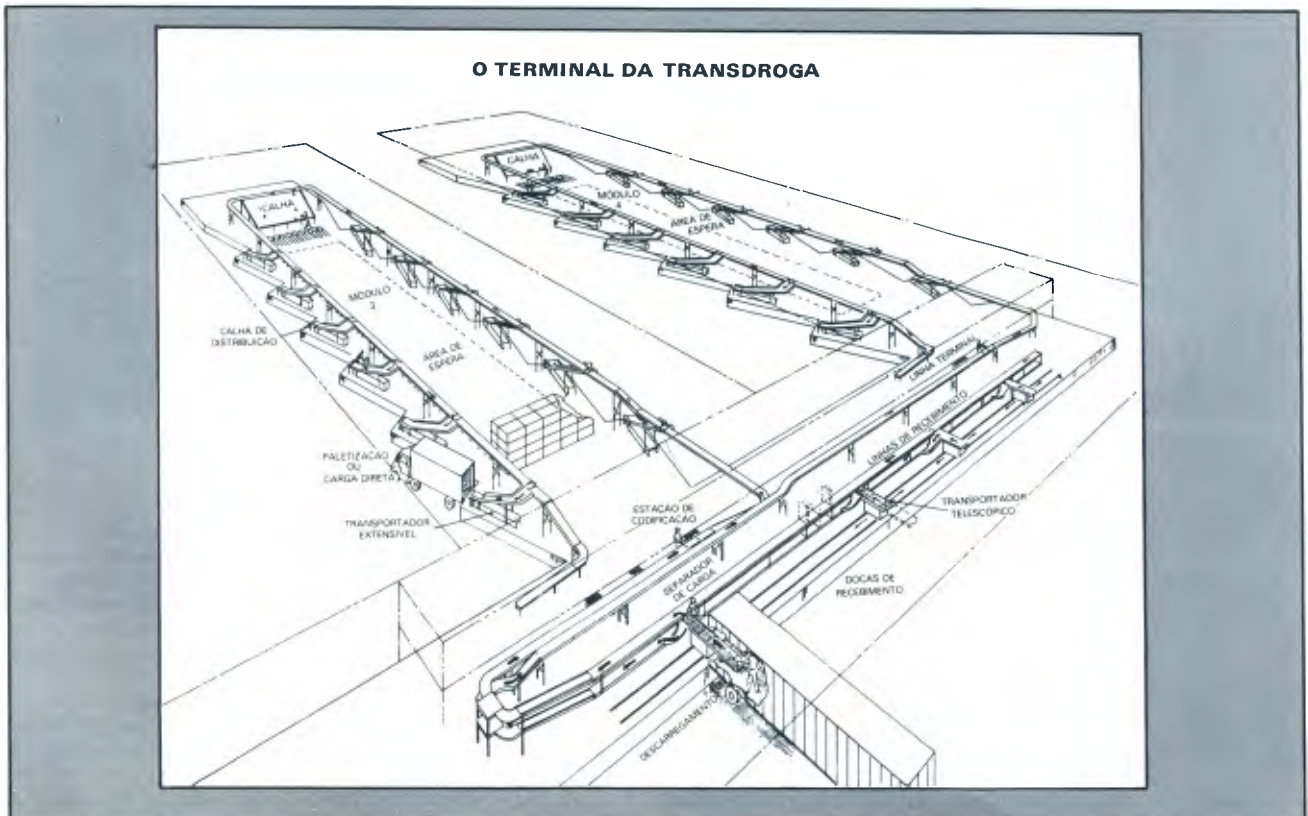 O TERMINAL DA TRANSDROGA
CALHA
MÓDULO
4
ÁREA DE
ESPERA
CALHA
MÓDULO
3
ÁREA DE
ESPERA
CALHA DE
DISTRIBUIÇÃO
PALETIZAÇÃO
OU
CARGA DIRETA
TRANSPORTADOR
EXTENSÍVEL
ESTAÇÃO DE
CODIFICAÇÃO
SEPARADOR
DE CARGA
LINHA TERMINAL
LINHAS DE RECEBIMENTO
TRANSPORTADOR
TELESCÓPICO
DOCAS DE
RECEBIMENTO
DESCARREGAMENTO